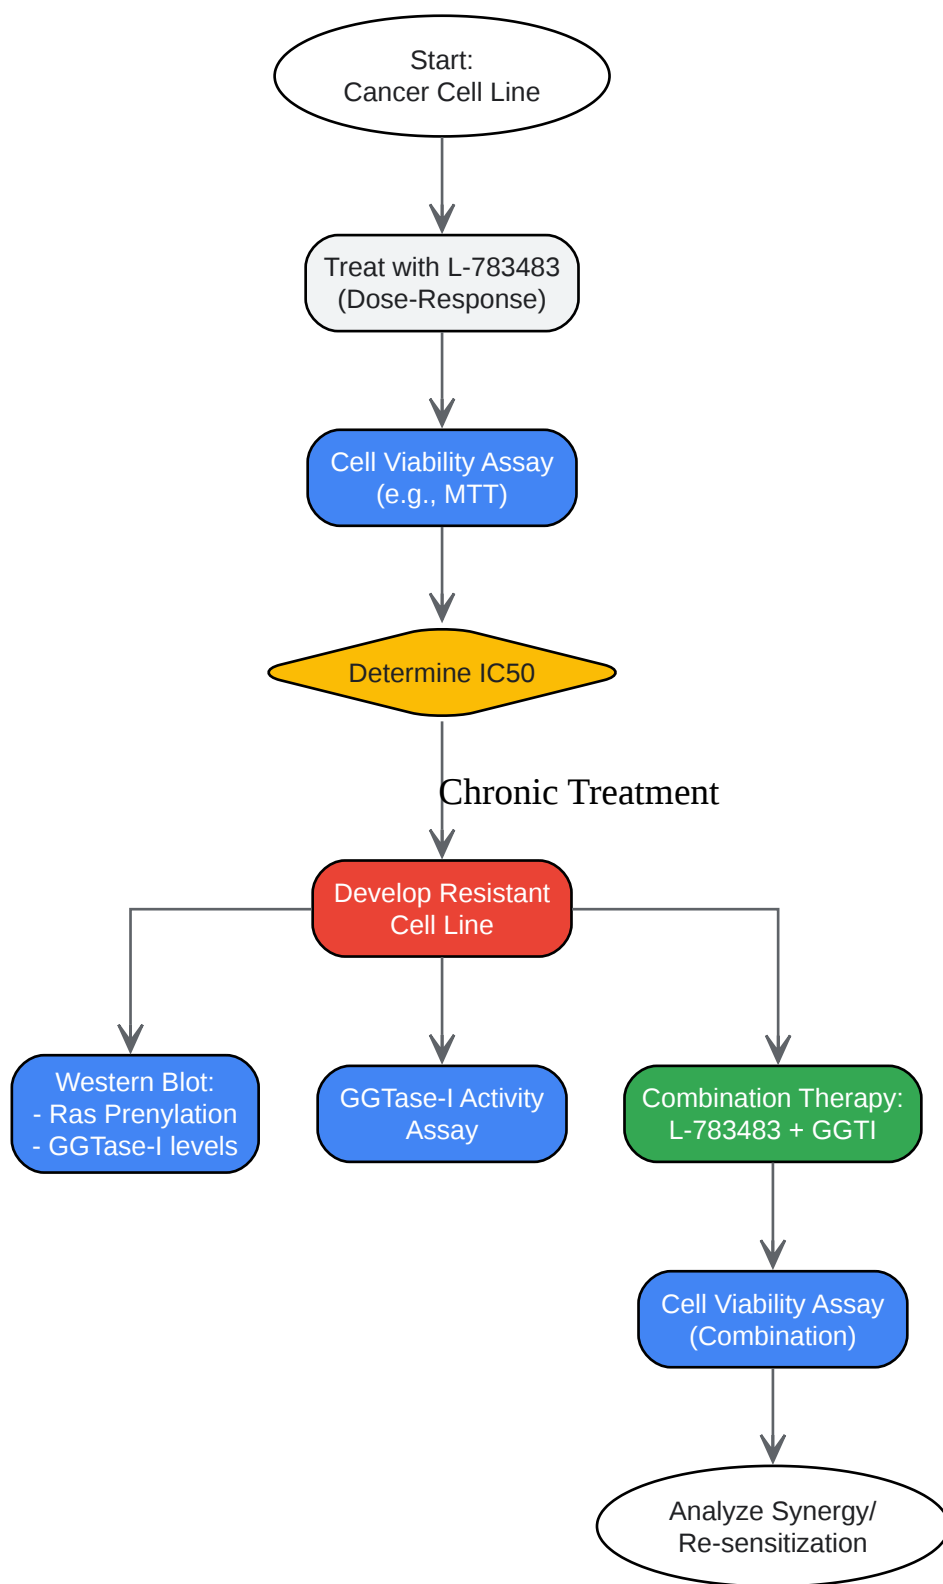 Start:
Cancer Cell Line
Treat with L-783483
(Dose-Response)
Cell Viability Assay
(e.g., MTT)
Determine IC50
Chronic Treatment
Develop Resistant
Cell Line
Western Blot:
- Ras Prenylation
- GGTase-I levels
GGTase-I Activity
Assay
Combination Therapy:
L-783483 + GGTI
Cell Viability Assay
(Combination)
Analyze Synergy/
Re-sensitization